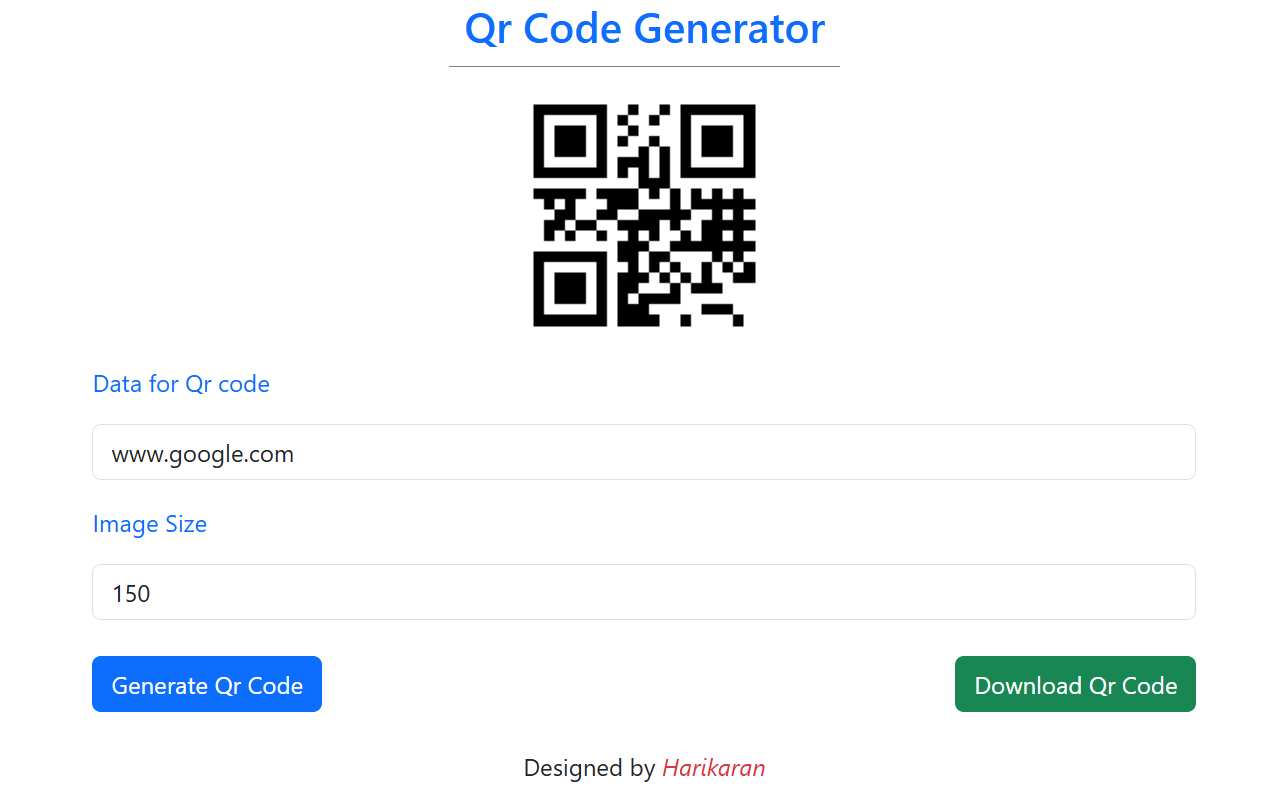 Qr Code Generator
Data for Qr code
www.google.com
Image Size
150
Generate Qr Code
Download Qr Code
Designed by Harikaran